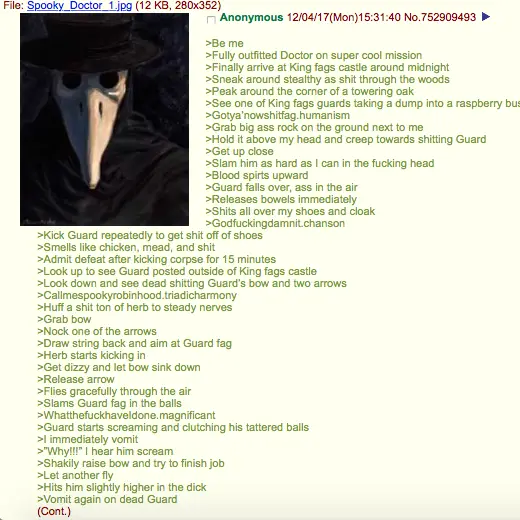 File: Spooky_Doctor_1.jpg (12 KB, 280x352)
Anonymous 12/04/17(Mon)15:31:40 No.752909493
>Be me
>Fully outfitted Doctor on super cool mission
>Finally arrive at King fags castle around midnight
>Sneak around stealthy as shit through the woods
>Peak around the corner of a towering oak
>See one of King fags guards taking a dump into a raspberry bus
>Gotya'nowshitfag.humanism
>Grab big ass rock on the ground next to me
>Hold it above my head and creep towards shitting Guard
>Get up close
>Slam him as hard as I can in the fucking head
>Blood spirts upward
>Guard falls over, ass in the air
>Releases bowels immediately
>Shits all over my shoes and cloak
>Godfuckingdamnit.chanson
>Kick Guard repeatedly to get shit off of shoes
>Smells like chicken, mead, and shit
>Admit defeat after kicking corpse for 15 minutes
>Look up to see Guard posted outside of King fags castle
>Look down and see dead shitting Guard's bow and two arrows
>Callmespookyrobinhood.triadicharmony
>Huff a shit ton of herb to steady nerves
>Grab bow
>Nock one of the arrows
>Draw string back and aim at Guard fag
>Herb starts kicking in
>Get dizzy and let bow sink down
>Release arrow
>Flies gracefully through the air
>Slams Guard fag in the balls
>Whatthefuckhaveldone.magnificant
>Guard starts screaming and clutching his tattered balls
>I immediately vomit
>"Why!!!" I hear him scream
>Shakily raise bow and try to finish job
>Let another fly
>Hits him slightly higher in the dick
>Vomit again on dead Guard
(Cont.)